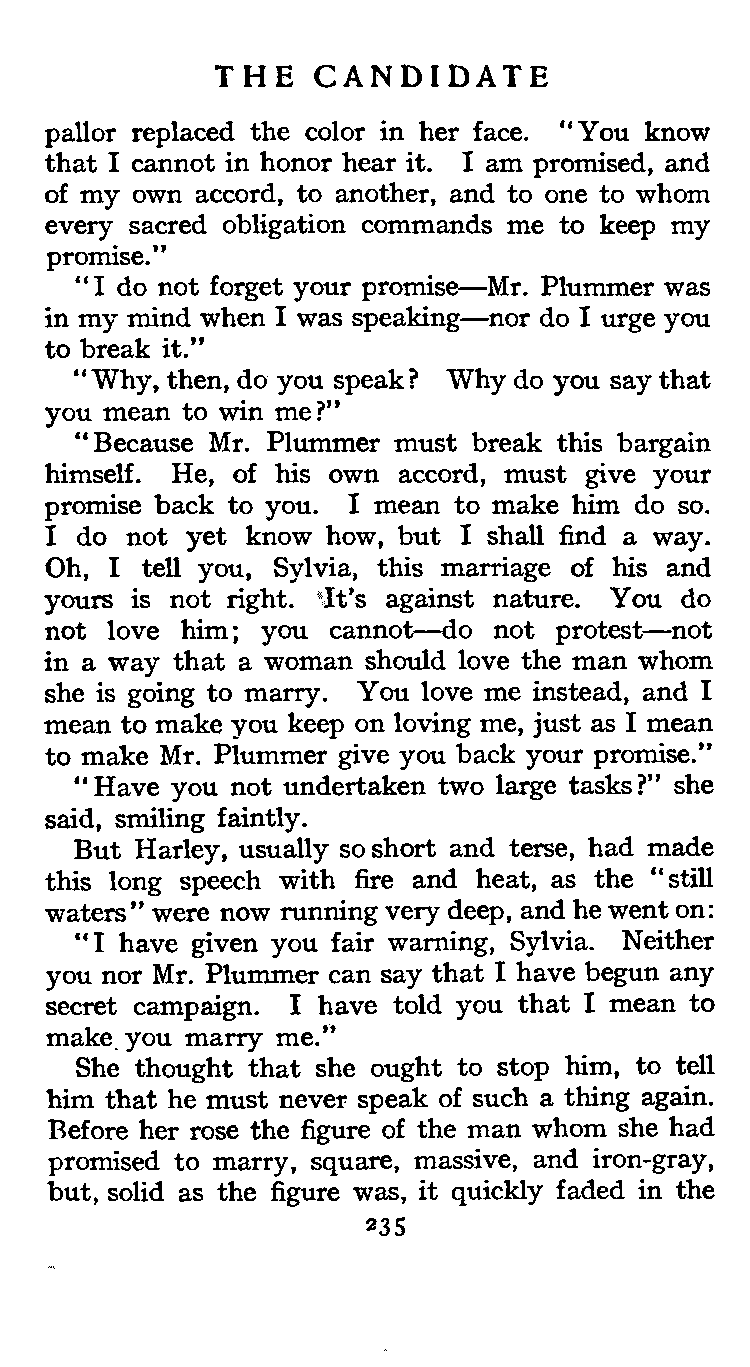 THE CANDIDATE
pallor replaced the color in her face. "You know
that I cannot in honor hear it. I am promised, and
of my own accord, to another, and to one to whom
every sacred obligation commands me to keep my
promise."
"I do not forget your promise—Mr. Plummer was
in my mind when I was speaking—nor do I urge you
to break it."
"Why, then, do you speak? Why do you say that
you mean to win me?"
"Because Mr. Plummer must break this bargain
himself. He, of his own accord, must give your
promise back to you. I mean to make him do so.
I do not yet know how, but I shall find a way.
Oh, I tell you, Sylvia, this marriage of his and
yours is not right. It's against nature. You do
not love him; you cannot—do not protest—not
in a way that a woman should love the man whom
she is going to marry. You love me instead, and I
mean to make you keep on loving me, just as I mean
to make Mr. Plummer give you back your promise."
"Have you not undertaken two large tasks?" she
said, smiling faintly.
But Harley, usually so short and terse, had made
this long speech with fire and heat, as the "still
waters" were now running very deep, and he went on:
"I have given you fair warning, Sylvia. Neither
you nor Mr. Plummer can say that I have begun any
secret campaign. I have told you that I mean to
make you marry me."
She thought that she ought to stop him, to tell
him that he must never speak of such a thing again.
Before her rose the figure of the man whom she had
promised to marry, square, massive, and iron-gray,
but, solid as the figure was, it quickly faded in the
235